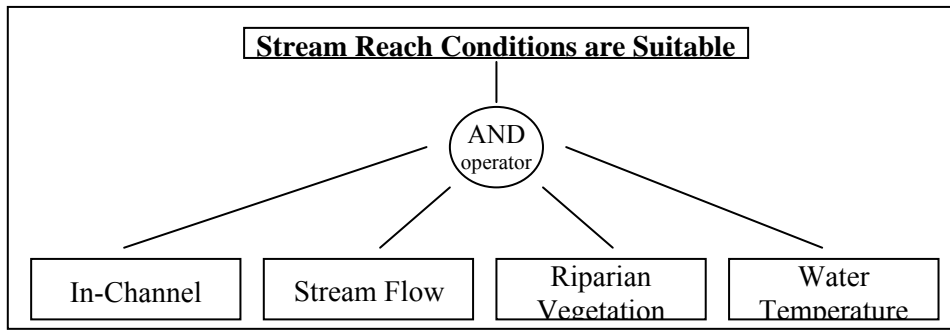 Stream Reach Conditions are Suitable
AND
operator
In-Channel
Stream Flow
Riparian
Vegetation
Water
Temperature